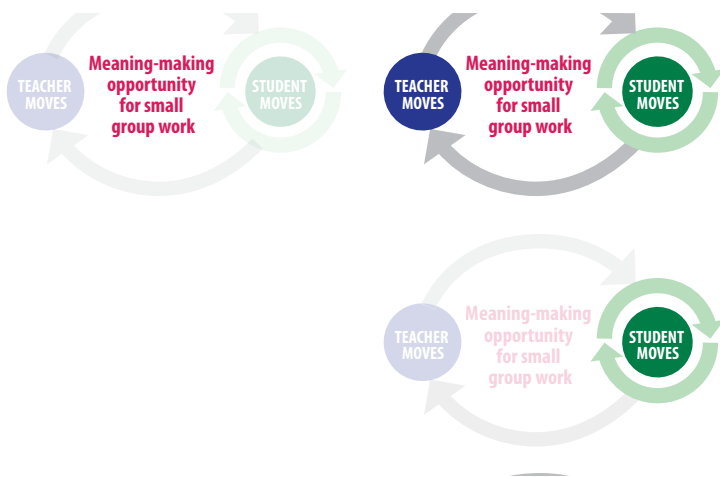 TEACHER
MOVES
Meaning-making
opportunity
for small
group work
STUDENT
MOVES
TEACHER
MOVES
Meaning-making
opportunity
for small
group work
STUDENT
MOVES
TEACHER
MOVES
Meaning-making
opportunity
for small
group work
STUDENT
MOVES